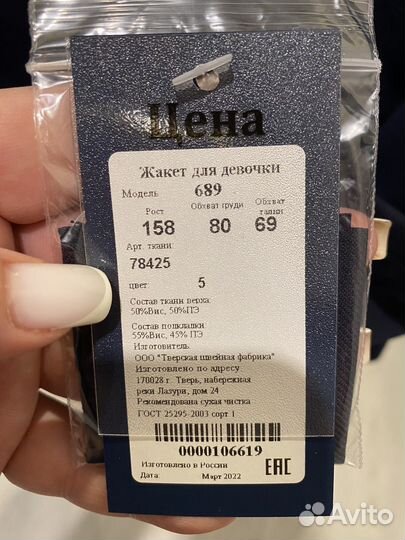 Цена
Жакет для девочки
Модель 689
Рост Обхват груди Обхват талии
158 80 69
Арт. ткани
78425
цвет: 5
Состав ткани верха:
50%Вис, 50%ПЭ
Состав подкладки:
55%Вис, 45% ПЭ
Изготовитель:
ООО "Тверская швейная фабрика"
Изготовлено по адресу
170028 г. Тверь, набережная
реки Лазури, дом 24
Рекомендована сухая чистка
ГОСТ 25295-2003 сорт 1
0000106619
Изготовлено в России
Дата: Март 2022
ЕАС
Avito